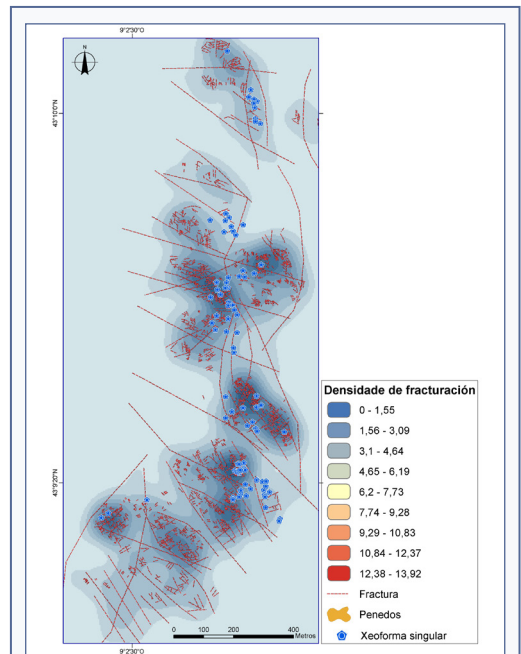 9°2'30"O
N
43°10'0"N
43°9'20"N
Densidade de fracturación
0 - 1,55
1,56 - 3,09
3,1 - 4,64
4,65 - 6,19
6,2 - 7,73
7,74 - 9,28
9,29 - 10,83
10,84 - 12,37
12,38 - 13,92
Fractura
Penedos
Xeoforma singular
0 100 200 400
Metros
9°2'30"O